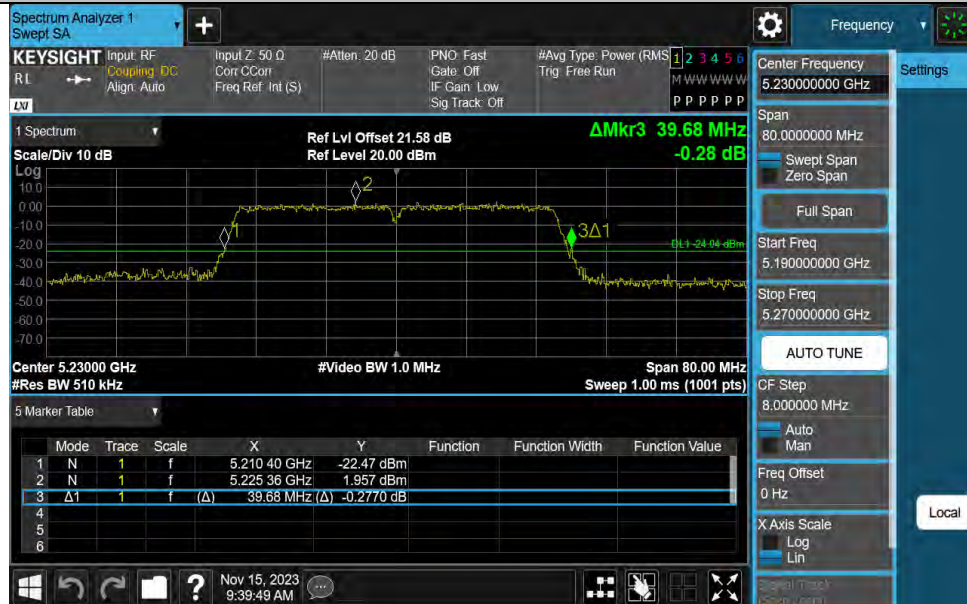 Spectrum Analyzer 1
Swept SA
+
Frequency
KEYSIGHT
RL
LXI
Input: RF
Coupling: DC
Align: Auto
Input Z: 50 Ω
Corr CCorr
Freq Ref: Int (S)
#Atten: 20 dB
PNO: Fast
Gate: Off
IF Gain: Low
Sig Track: Off
#Avg Type: Power (RMS
Trig: Free Run
1 2 3 4 5 6
M W W W W W
P P P P P P
Center Frequency
5.230000000 GHz
Settings
1 Spectrum
Ref Lvl Offset 21.58 dB
ΔMkr3 39.68 MHz
Scale/Div 10 dB
Ref Level 20.00 dBm
-0.28 dB
Log
10.0
0.00
-10.0
-20.0
-30.0
-40.0
-50.0
-60.0
-70.0
2
1
3Δ1
DL1 -24.04 dBm
Center 5.23000 GHz
#Video BW 1.0 MHz
Span 80.00 MHz
#Res BW 510 kHz
Sweep 1.00 ms (1001 pts)
Span
80.0000000 MHz
Swept Span
Zero Span
Full Span
Start Freq
5.190000000 GHz
Stop Freq
5.270000000 GHz
AUTO TUNE
CF Step
8.000000 MHz
Auto
Man
Freq Offset
0 Hz
X Axis Scale
Log
Lin
Local
5 Marker Table
Mode Trace Scale X Y Function Function Width Function Value
1 N 1 f 5.210 40 GHz -22.47 dBm
2 N 1 f 5.225 36 GHz 1.957 dBm
3 Δ1 1 f (Δ) 39.68 MHz (Δ) -0.2770 dB
4
5
6
?
Nov 15, 2023
9:39:49 AM